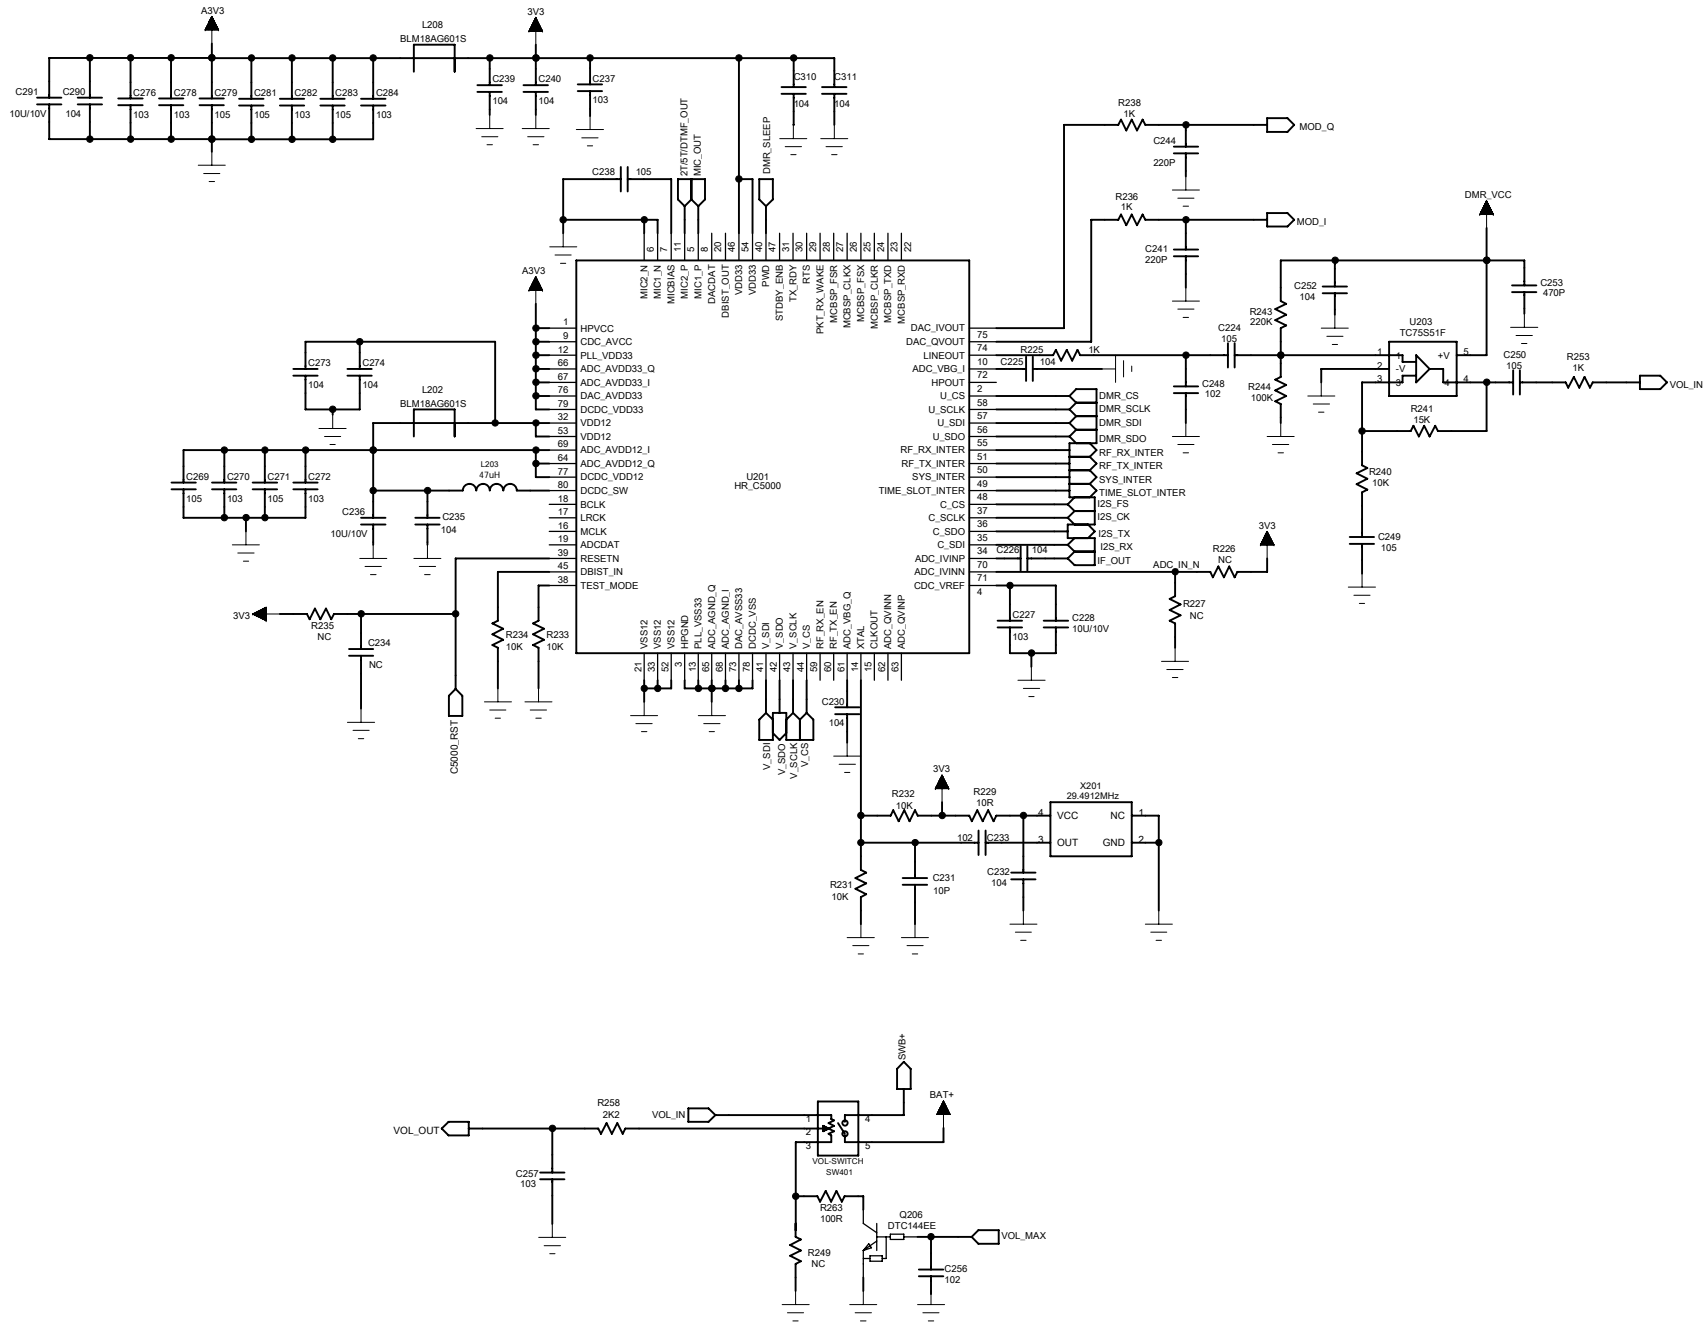 A3V3
L208
BLM18AG601S
3V3
C291
10U/10V
C290
104
C276
103
C278
103
C279
105
C281
105
C282
103
C283
105
C284
103
C239
104
C240
104
C237
103
C310
104
C311
104
C238 105
2T/5T/DTMF_OUT
MIC_OUT
DMR_SLEEP
R238
1K
C244
220P
MOD_Q
R236
1K
C241
220P
MOD_I
DMR_VCC
MIC2_N 6
MIC1_N 7
MICBIAS 11
MIC2_P 5
MIC1_P 8
DACDAT 20
DBIST_OUT 46
VDD33 54
VDD33 40
PWD 47
STDBY_ENB 31
TX_RDY 30
RTS 29
PKT_RX_WAKE 28
MCBSP_FSR 27
MCBSP_CLKX 26
MCBSP_FSX 25
MCBSP_CLKR 24
MCBSP_TXD 23
MCBSP_RXD 22
A3V3
1 HPVCC
9 CDC_AVCC
12 PLL_VDD33
66 ADC_AVDD33_Q
67 ADC_AVDD33_I
76 DAC_AVDD33
79 DCDC_VDD33
32 VDD12
53 VDD12
69 ADC_AVDD12_I
64 ADC_AVDD12_Q
77 DCDC_VDD12
80 DCDC_SW
18 BCLK
17 LRCK
16 MCLK
19 ADCDAT
39 RESETN
45 DBIST_IN
38 TEST_MODE
U201
HR_C5000
DAC_IVOUT 75
DAC_QVOUT 74
LINEOUT 10
ADC_VBG_I 72
HPOUT 2
U_CS 58
U_SCLK 57
U_SDI 56
U_SDO 55
RF_RX_INTER 51
RF_TX_INTER 50
SYS_INTER 49
TIME_SLOT_INTER 48
C_CS 37
C_SCLK 36
C_SDO 35
C_SDI 34
ADC_IVINP 70
ADC_IVINN 71
CDC_VREF 4
R225 1K
C225 104
C248
102
C224
105
R243
220K
R244
100K
C252
104
C253
470P
U203
TC75S51F
1 1
2 -V
3 3
+V 5
4 4
C250
105
R253
1K
VOL_IN
R241
15K
R240
10K
C249
105
DMR_CS
DMR_SCLK
DMR_SDI
DMR_SDO
RF_RX_INTER
RF_TX_INTER
SYS_INTER
TIME_SLOT_INTER
I2S_FS
I2S_CK
I2S_TX
I2S_RX
IF_OUT
C226 104
ADC_IN_N
R226
NC
3V3
R227
NC
C227
103
C228
10U/10V
C273
104
C274
104
L202
BLM18AG601S
L203
47uH
C269
105
C270
103
C271
105
C272
103
C236
10U/10V
C235
104
3V3
R235
NC
C234
NC
C5000_RST
R234
10K
R233
10K
VSS12 21
VSS12 33
VSS12 52
HPGND 3
PLL_VSS33 13
ADC_AGND_Q 65
ADC_AGND_I 68
DAC_AVSS33 73
DCDC_VSS 78
V_SDI 41
V_SDO 42
V_SCLK 43
V_CS 44
RF_RX_EN 59
RF_TX_EN 60
ADC_VBG_Q 61
XTAL 14
CLKOUT 15
ADC_QVINN 62
ADC_QVINP 63
V_SDI
V_SDO
V_SCLK
V_CS
C230
104
3V3
R232
10K
R229
10R
X201
29.4912MHz
4 VCC NC 1
3 OUT GND 2
102 C233
R231
10K
C231
10P
C232
104
SWB+
BAT+
VOL_OUT
R258
2K2
VOL_IN
1
2
3
4
5
VOL-SWITCH
SW401
C257
103
R263
100R
R249
NC
Q206
DTC144EE
VOL_MAX
C256
102